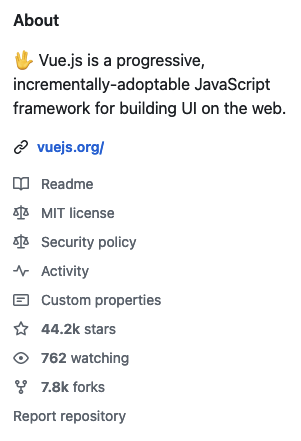 About
🖖 Vue.js is a progressive,
incrementally-adoptable JavaScript
framework for building UI on the web.
vuejs.org/
Readme
MIT license
Security policy
Activity
Custom properties
44.2k stars
762 watching
7.8k forks
Report repository